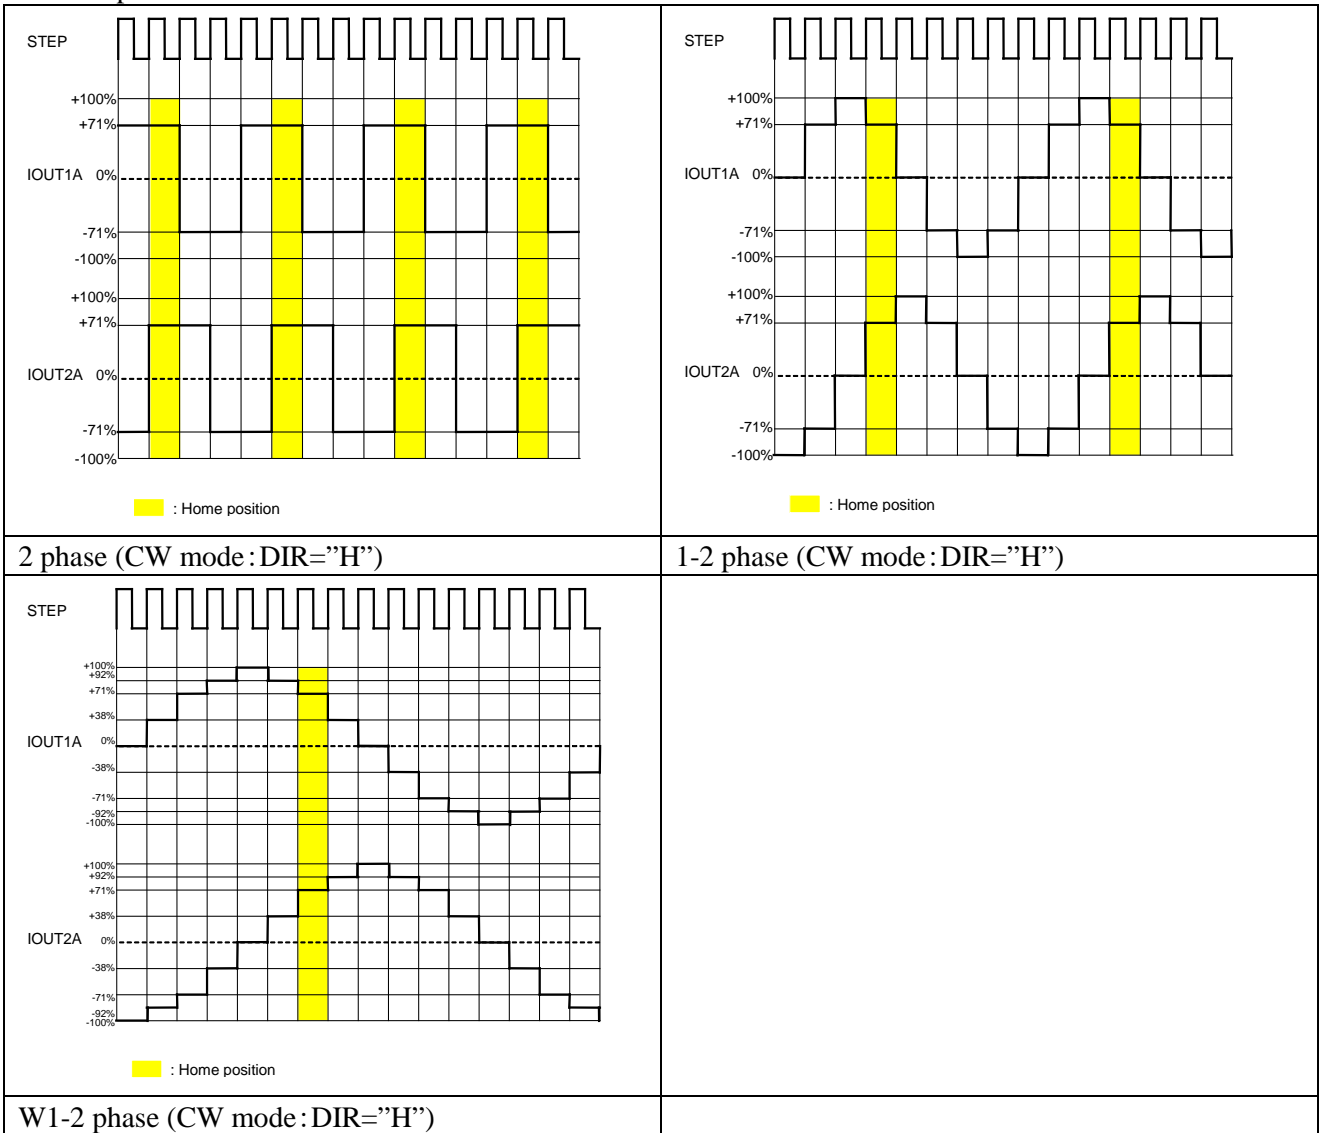 STEP
+100%
+71%
IOUT1A 0%
-71%
-100%
+100%
+71%
IOUT2A 0%
-71%
-100%
: Home position
2 phase (CW mode:DIR=”H”)
STEP
+100%
+71%
IOUT1A 0%
-71%
-100%
+100%
+71%
IOUT2A 0%
-71%
-100%
: Home position
1-2 phase (CW mode:DIR=”H”)
STEP
+100%
+92%
+71%
+38%
IOUT1A 0%
-38%
-71%
-92%
-100%
+100%
+92%
+71%
+38%
IOUT2A 0%
-38%
-71%
-92%
-100%
: Home position
W1-2 phase (CW mode:DIR=”H”)